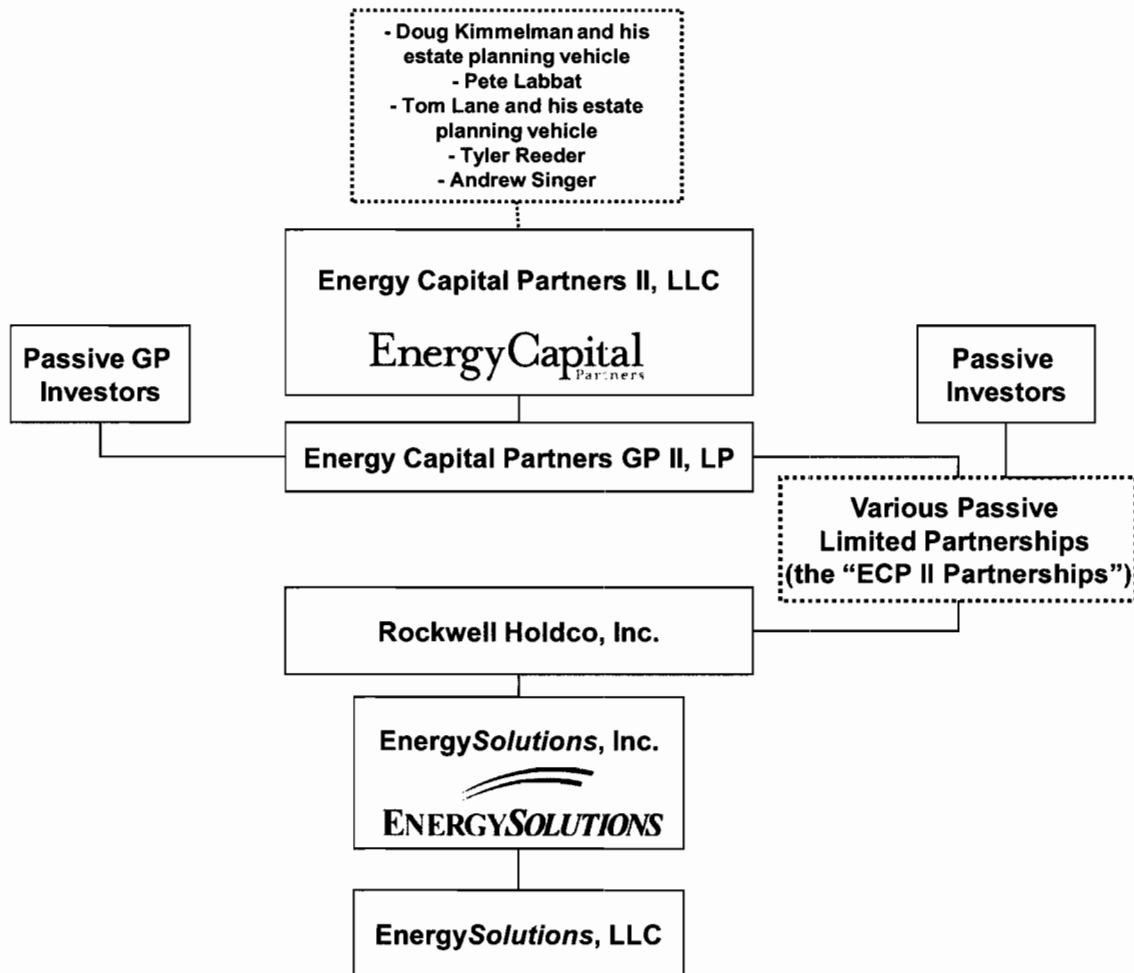 - Doug Kimmelman and his
estate planning vehicle
- Pete Labbat
- Tom Lane and his estate
planning vehicle
- Tyler Reeder
- Andrew Singer
Energy Capital Partners II, LLC
EnergyCapital
Partners
Passive GP
Investors
Passive
Investors
Energy Capital Partners GP II, LP
Various Passive
Limited Partnerships
(the “ECP II Partnerships”)
Rockwell Holdco, Inc.
EnergySolutions, Inc.
ENERGYSOLUTIONS
EnergySolutions, LLC